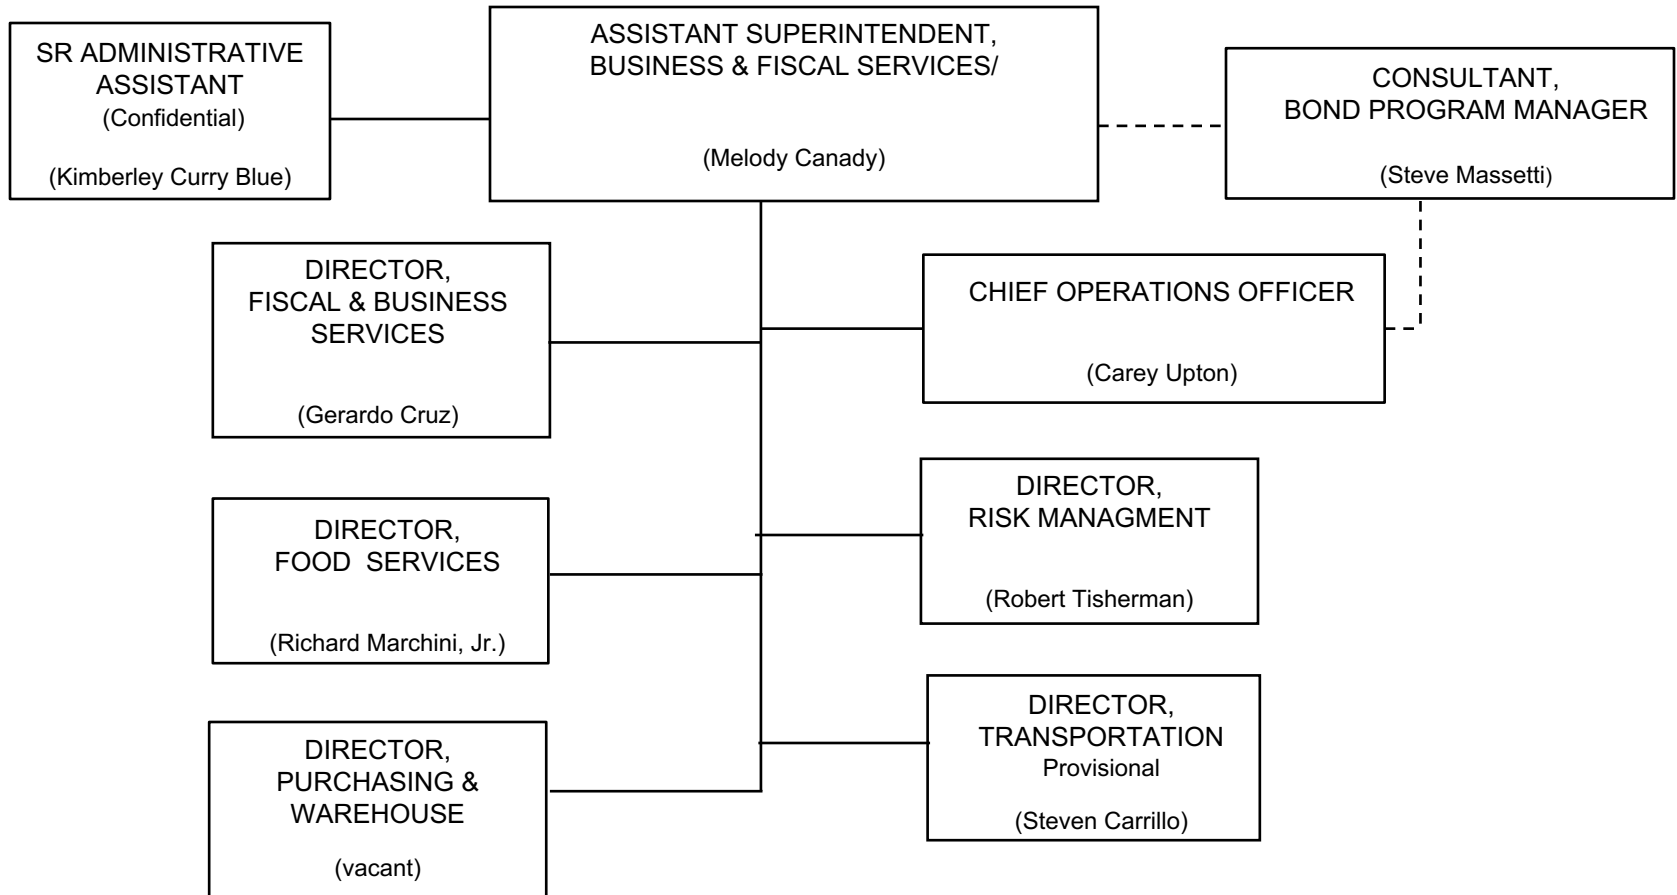 SR ADMINISTRATIVE
ASSISTANT
(Confidential)
(Kimberley Curry Blue)
ASSISTANT SUPERINTENDENT,
BUSINESS & FISCAL SERVICES/
(Melody Canady)
CONSULTANT,
BOND PROGRAM MANAGER
(Steve Massetti)
DIRECTOR,
FISCAL & BUSINESS
SERVICES
(Gerardo Cruz)
CHIEF OPERATIONS OFFICER
(Carey Upton)
DIRECTOR,
FOOD SERVICES
(Richard Marchini, Jr.)
DIRECTOR,
RISK MANAGMENT
(Robert Tisherman)
DIRECTOR,
PURCHASING &
WAREHOUSE
(vacant)
DIRECTOR,
TRANSPORTATION
Provisional
(Steven Carrillo)